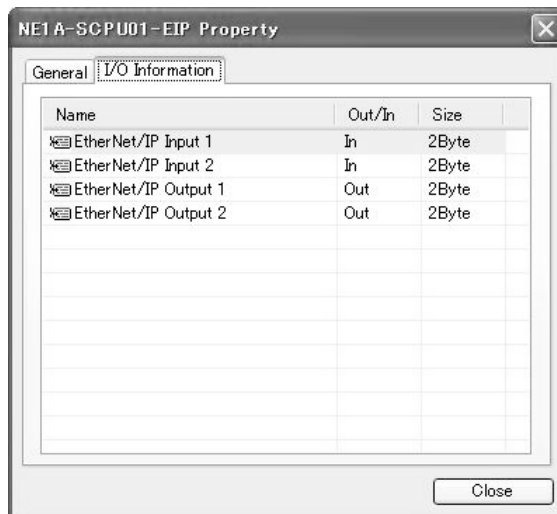 NE1A-SCPU01-EIP Property
General I/O Information
Name Out/In Size
EtherNet/IP Input 1 In 2Byte
EtherNet/IP Input 2 In 2Byte
EtherNet/IP Output 1 Out 2Byte
EtherNet/IP Output 2 Out 2Byte
Close